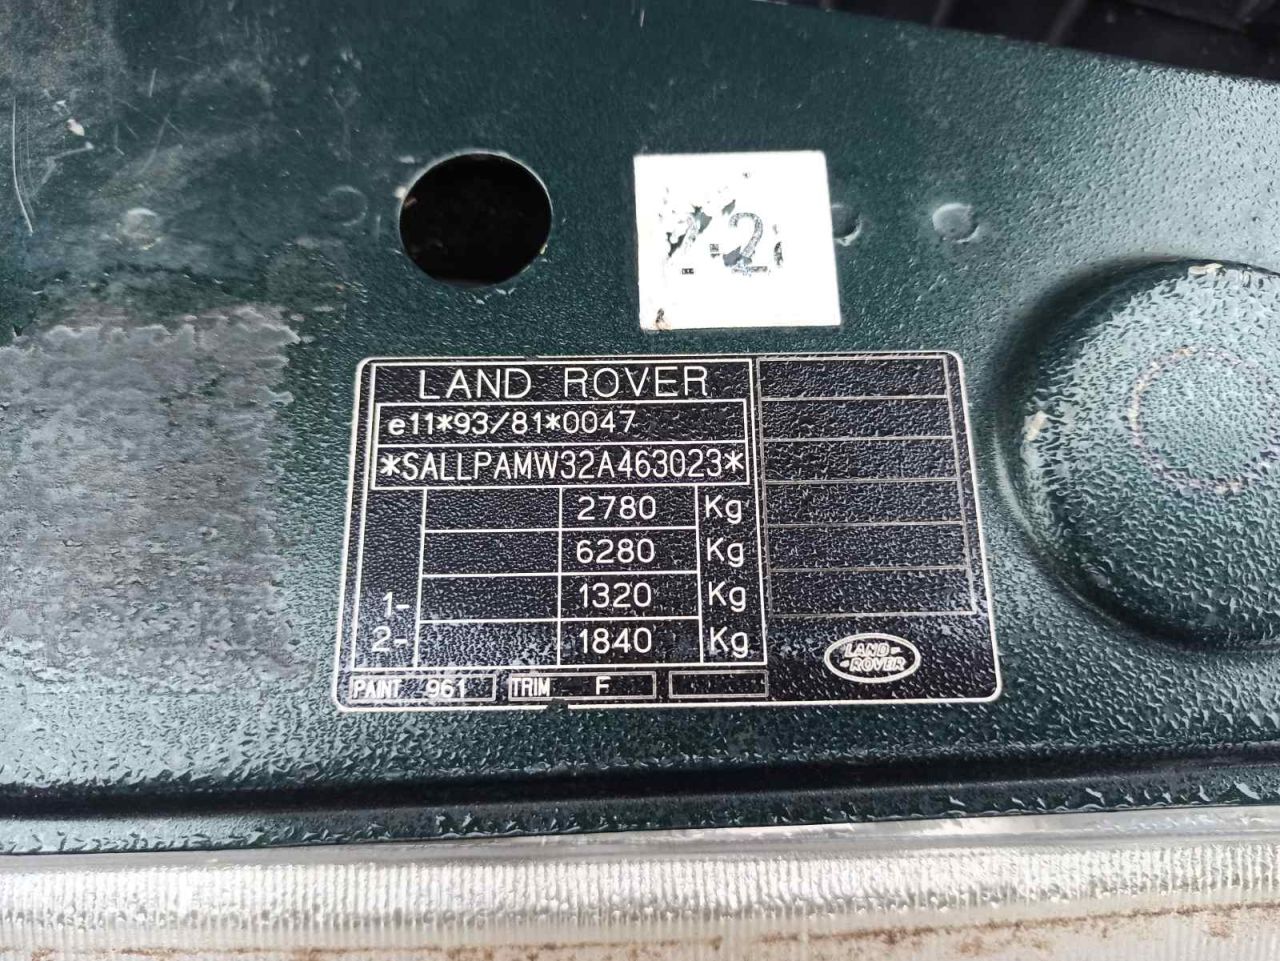 LAND ROVER
e11*93/81*0047
*SALLPAMW32A463023*
2780 Kg
6280 Kg
1- 1320 Kg
2- 1840 Kg
LAND-
-ROVER
PAINT 961 TRIM F